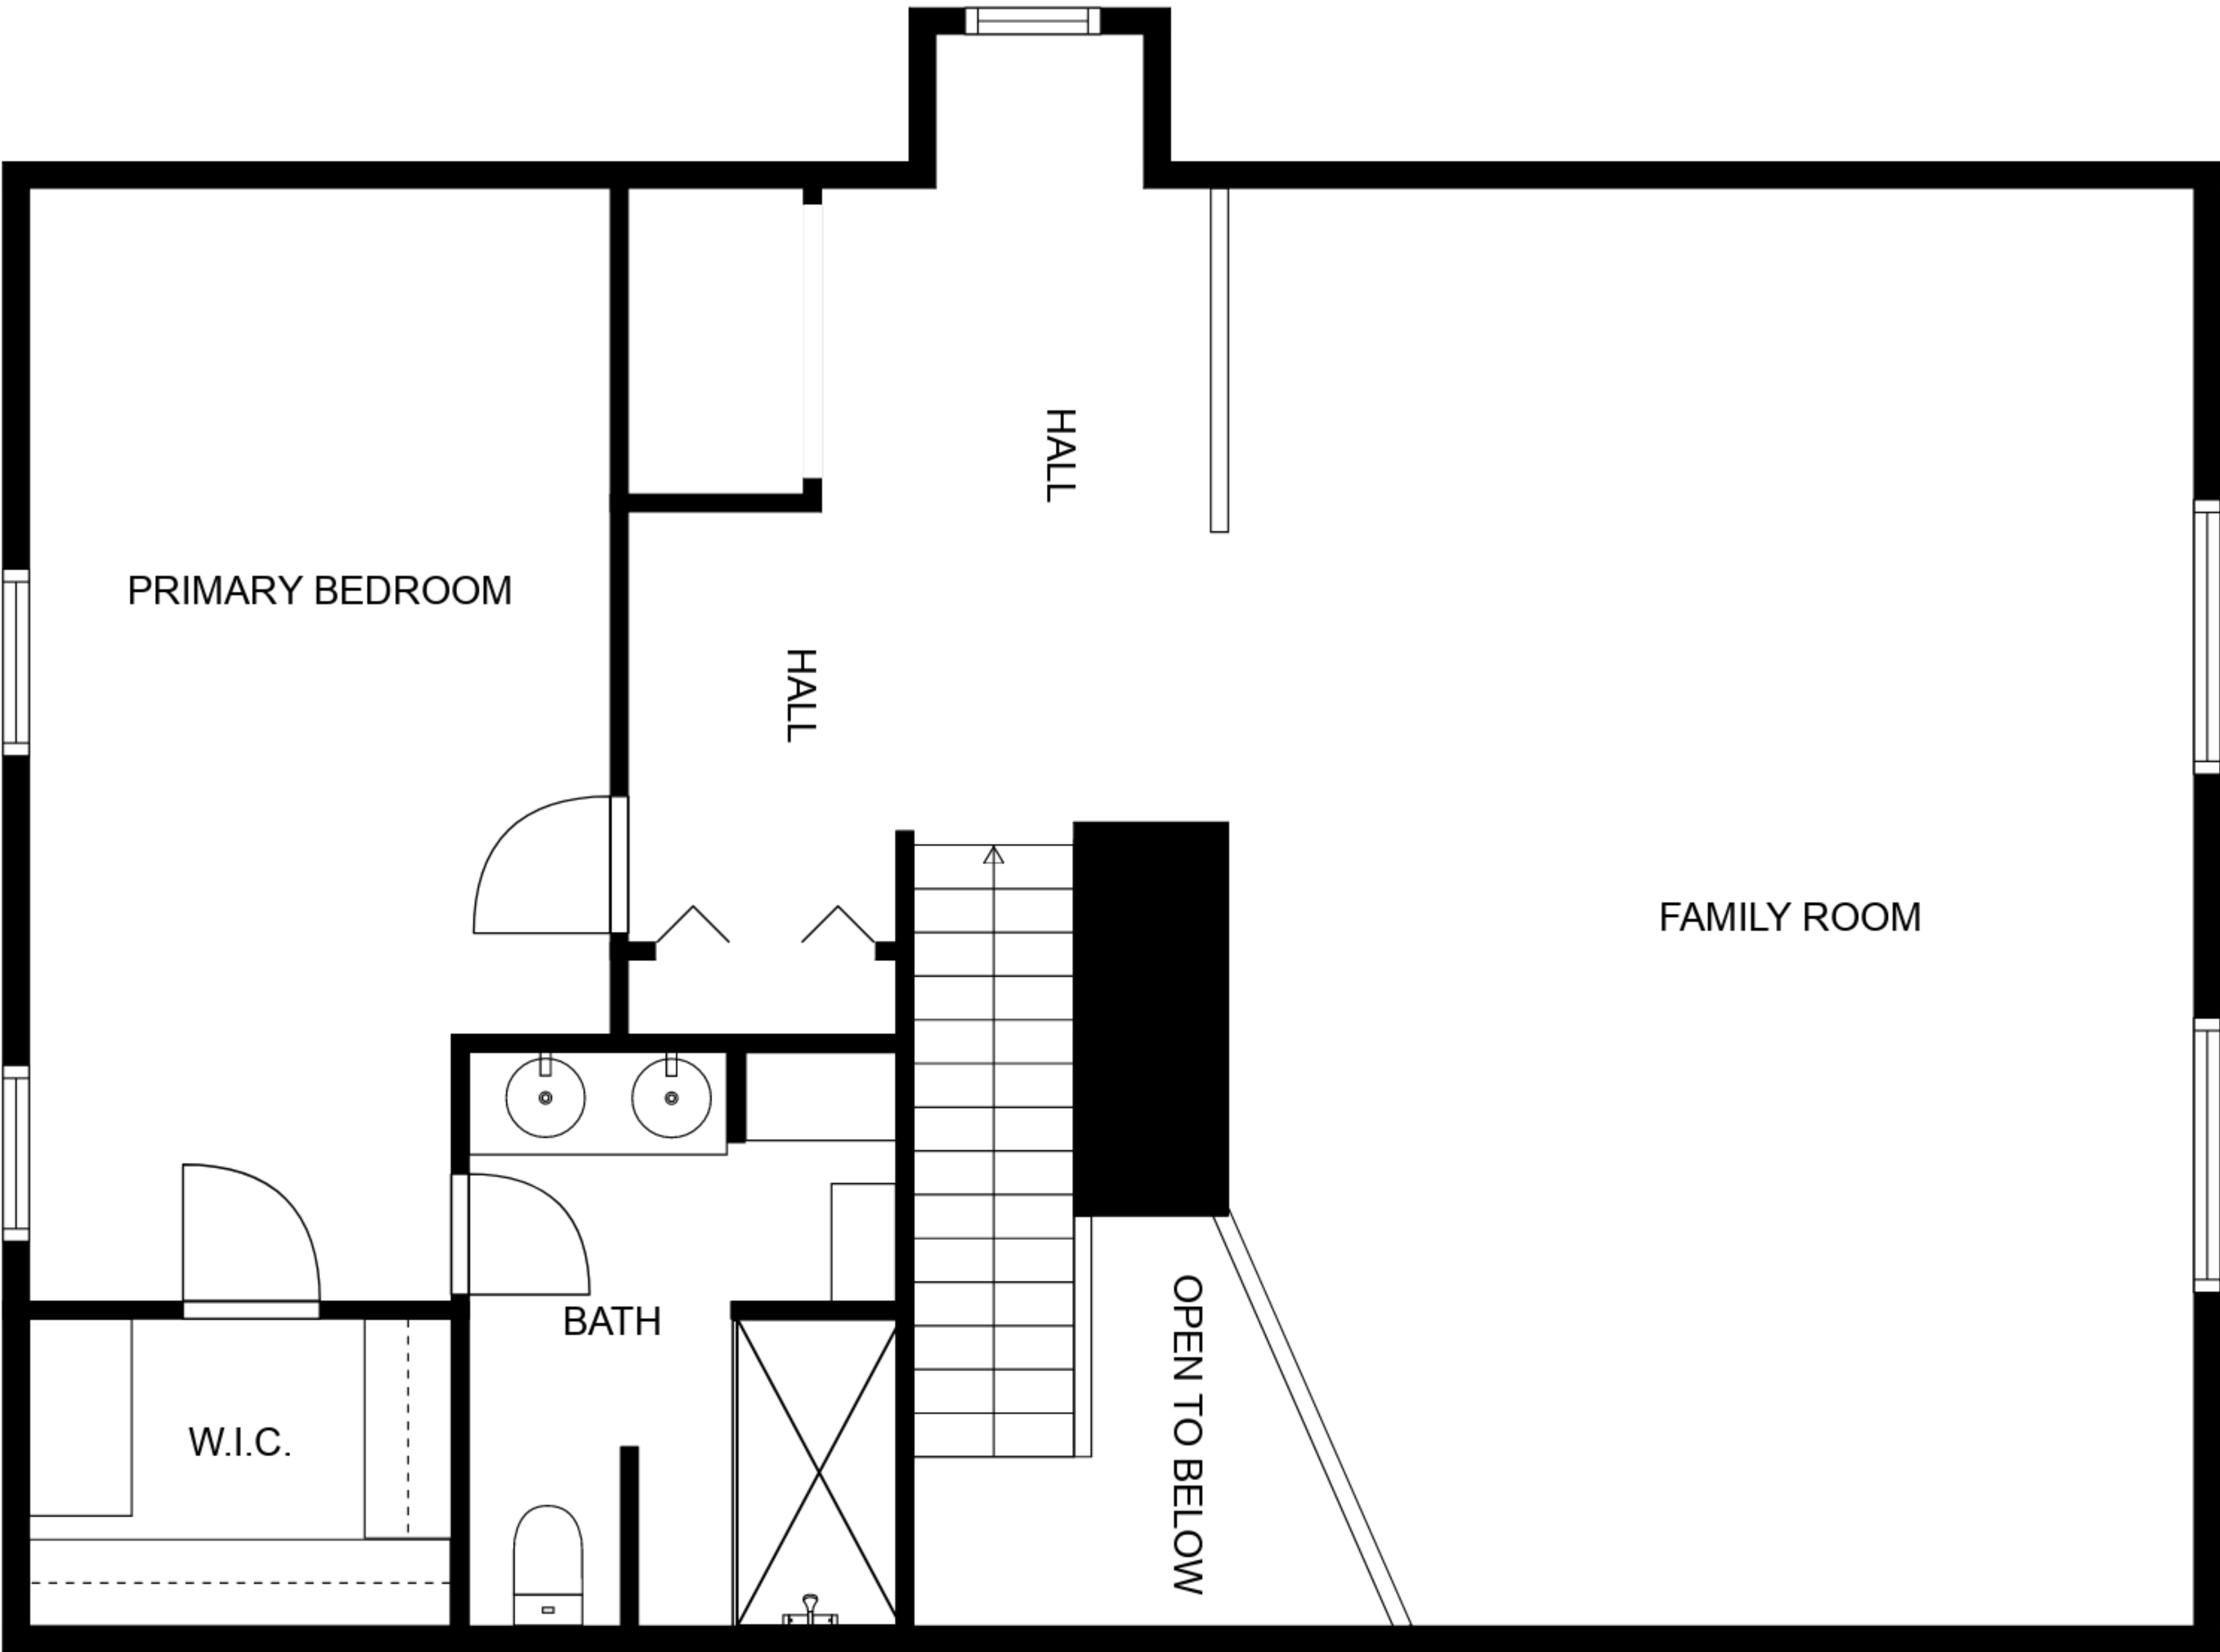 HALL
PRIMARY BEDROOM
HALL
FAMILY ROOM
OPEN TO BELOW
BATH
W.I.C.